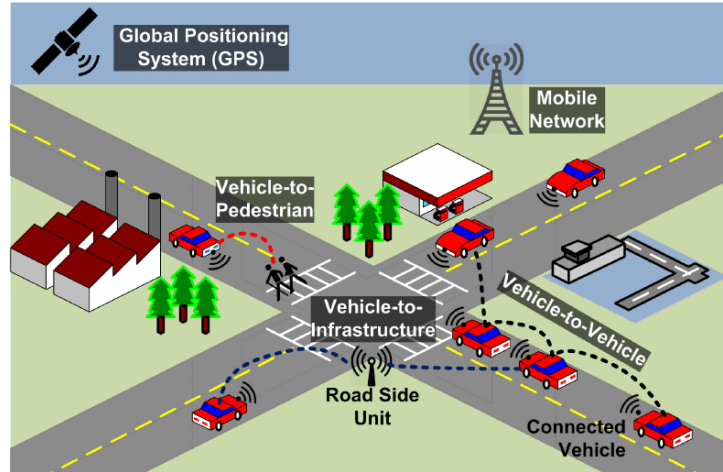 Global Positioning
System (GPS)
Mobile
Network
Vehicle-to-
Pedestrian
Vehicle-to-
Infrastructure
Vehicle-to-Vehicle
Road Side
Unit
Connected
Vehicle